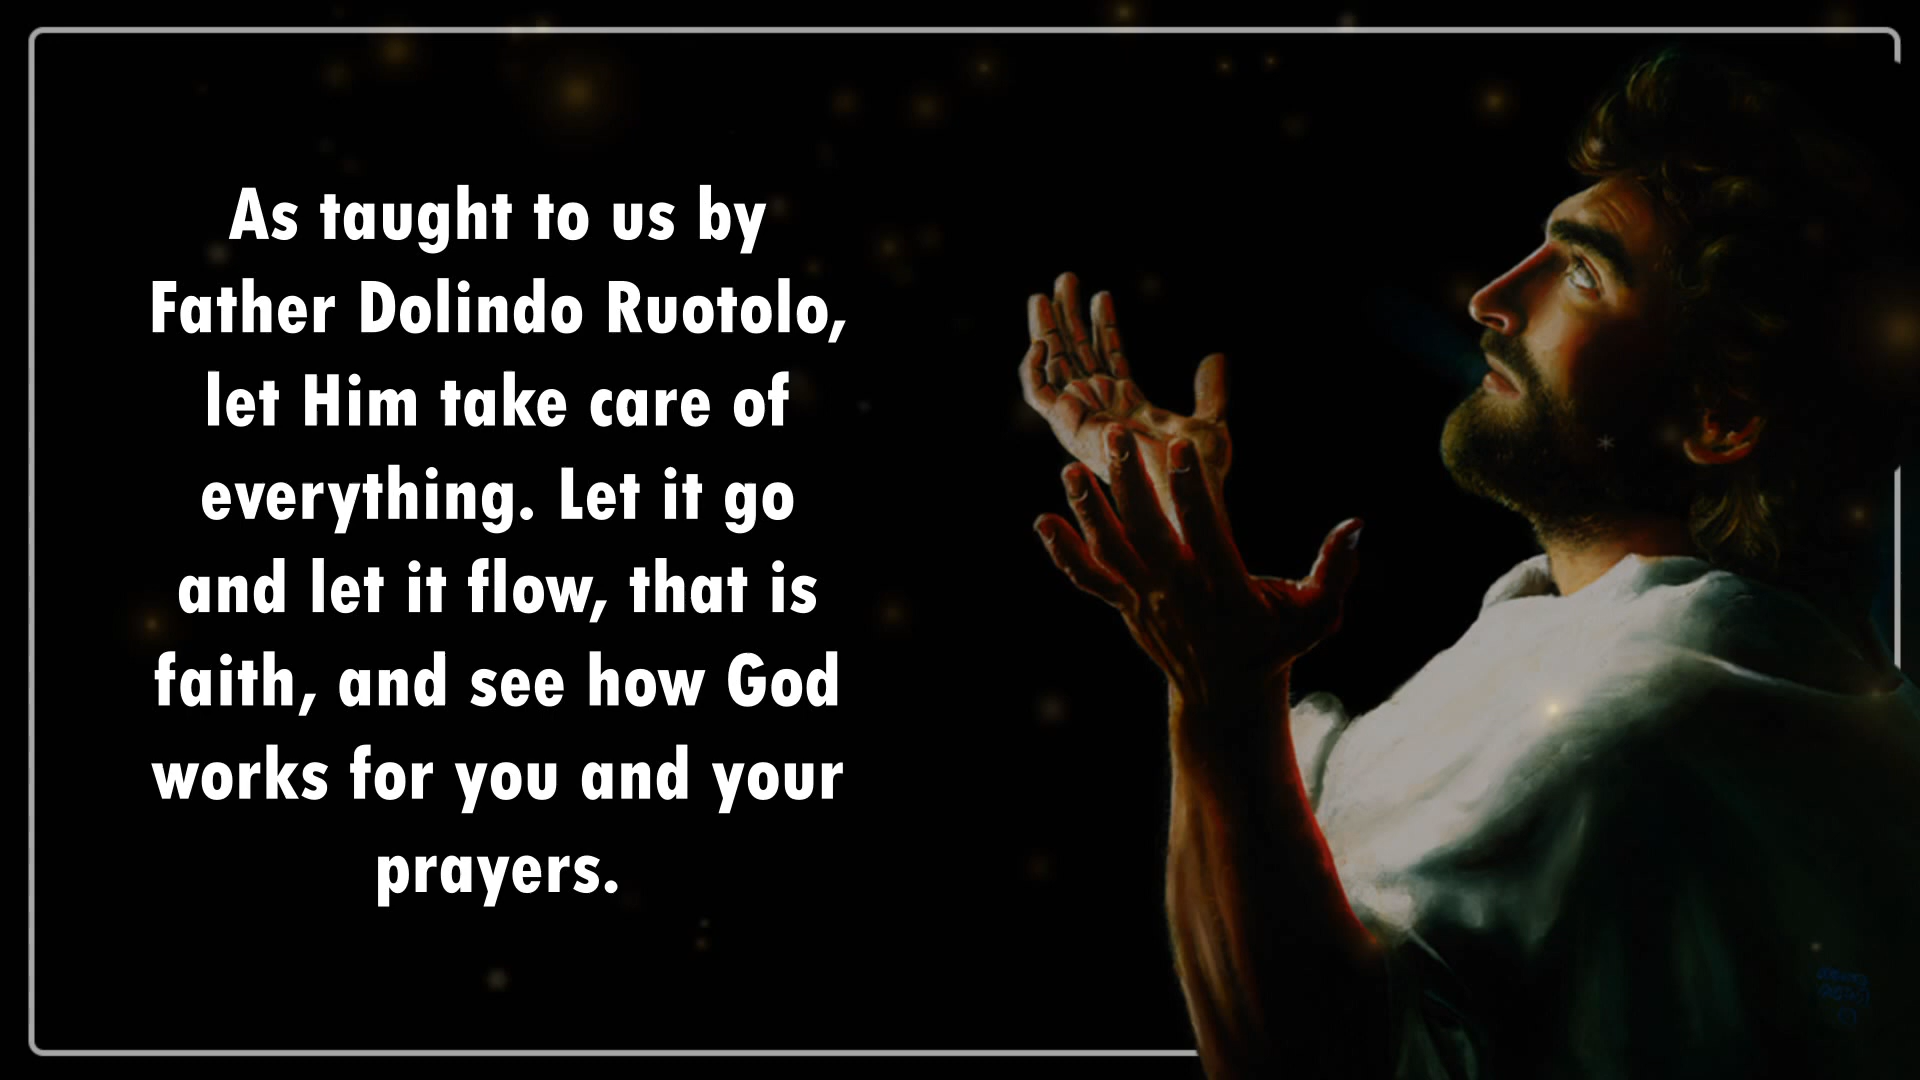 As taught to us by
Father Dolindo Ruotolo,
let Him take care of
everything. Let it go
and let it flow, that is
faith, and see how God
works for you and your
prayers.